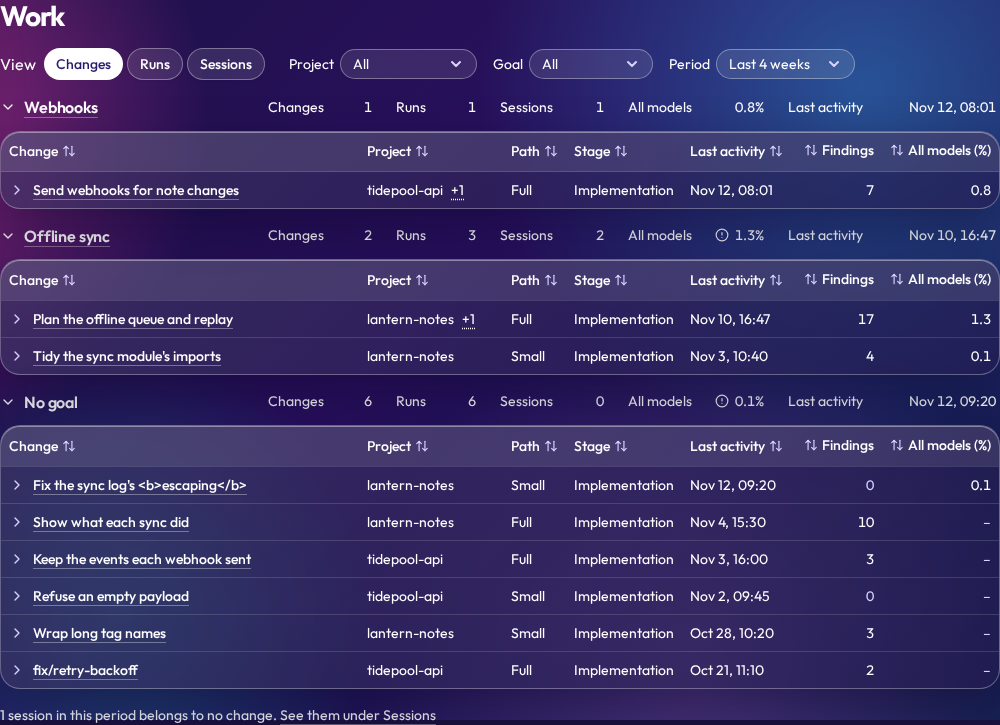 Work
View Changes Runs Sessions Project All Goal All Period Last 4 weeks
Webhooks Changes 1 Runs 1 Sessions 1 All models 0.8% Last activity Nov 12, 08:01
Change Project Path Stage Last activity Findings All models (%)
Send webhooks for note changes tidepool-api +1 Full Implementation Nov 12, 08:01 7 0.8
Offline sync Changes 2 Runs 3 Sessions 2 All models 1.3% Last activity Nov 10, 16:47
Change Project Path Stage Last activity Findings All models (%)
Plan the offline queue and replay lantern-notes +1 Full Implementation Nov 10, 16:47 17 1.3
Tidy the sync module's imports lantern-notes Small Implementation Nov 3, 10:40 4 0.1
No goal Changes 6 Runs 6 Sessions 0 All models 0.1% Last activity Nov 12, 09:20
Change Project Path Stage Last activity Findings All models (%)
Fix the sync log's <b>escaping</b> lantern-notes Small Implementation Nov 12, 09:20 0 0.1
Show what each sync did lantern-notes Full Implementation Nov 4, 15:30 10 –
Keep the events each webhook sent tidepool-api Full Implementation Nov 3, 16:00 3 –
Refuse an empty payload tidepool-api Small Implementation Nov 2, 09:45 0 –
Wrap long tag names lantern-notes Small Implementation Oct 28, 10:20 3 –
fix/retry-backoff tidepool-api Full Implementation Oct 21, 11:10 2 –
1 session in this period belongs to no change. See them under Sessions